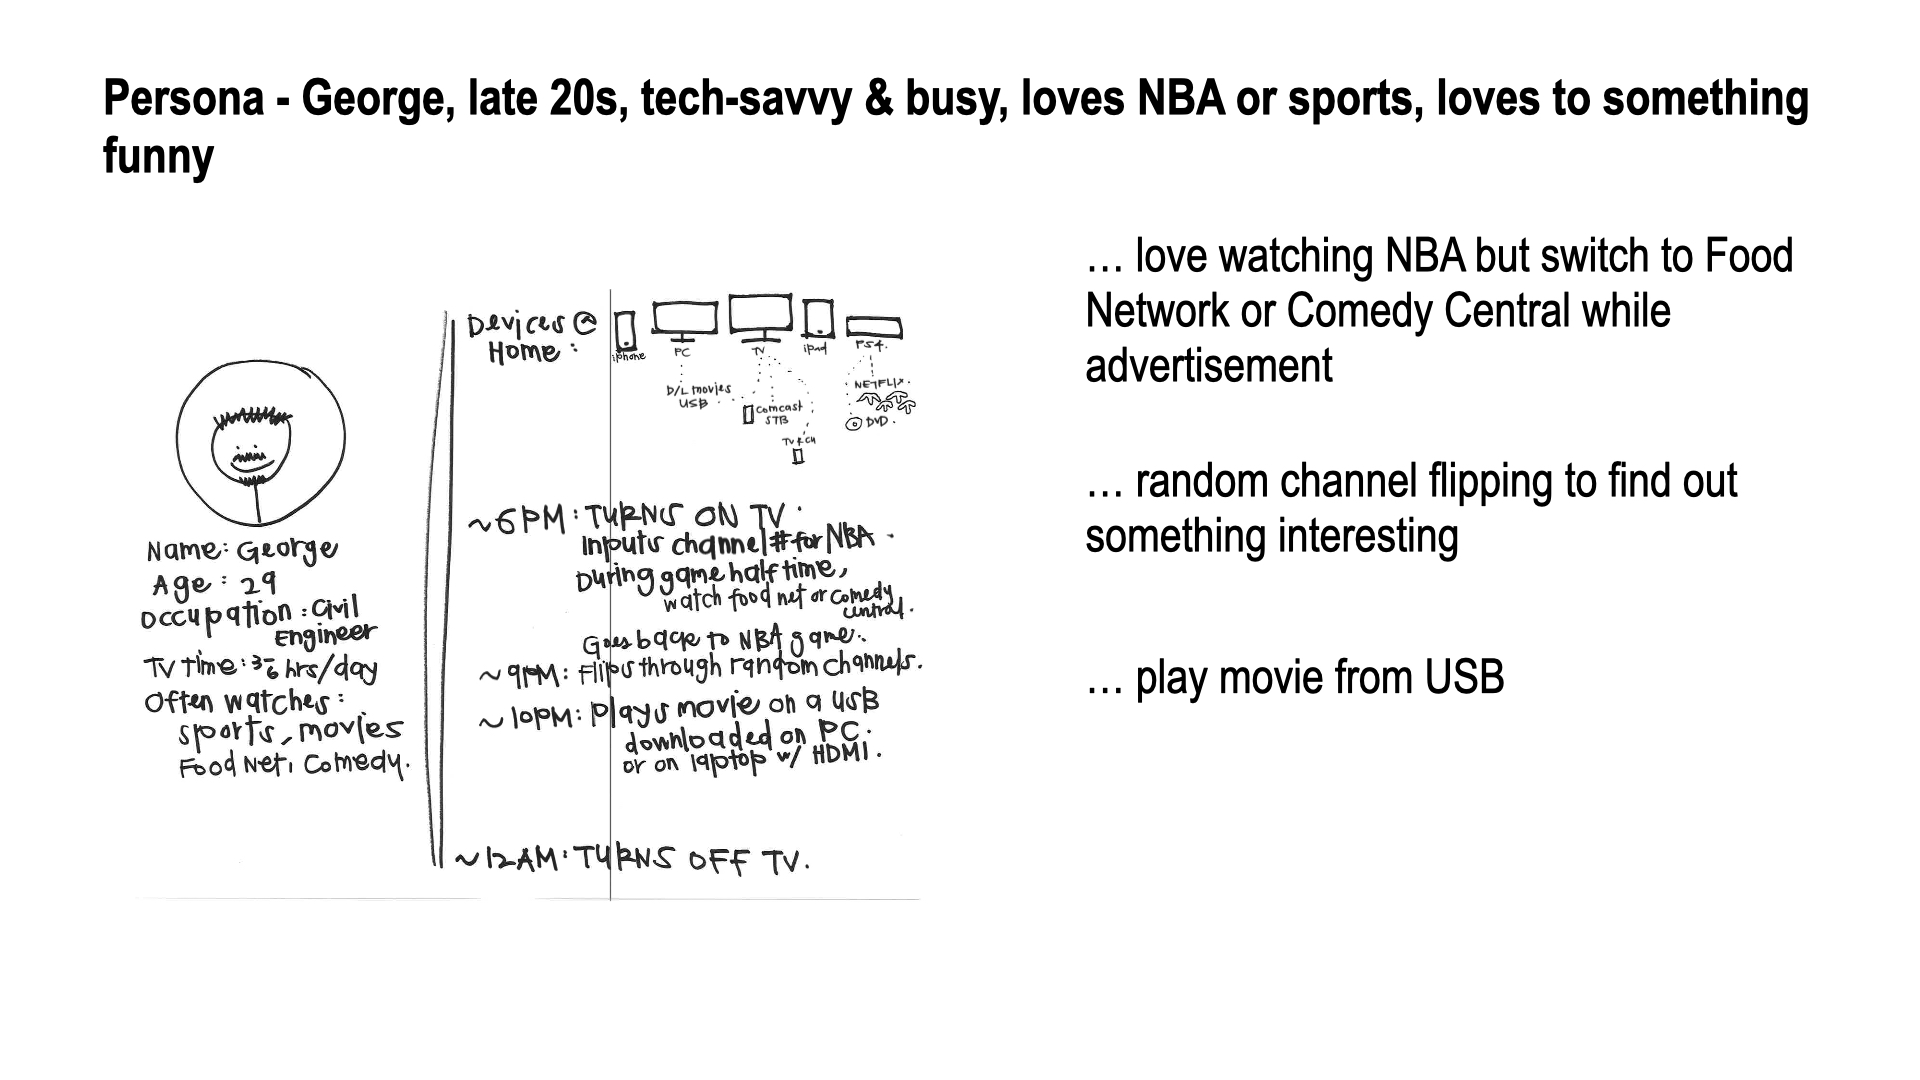 Persona - George, late 20s, tech-savvy & busy, loves NBA or sports, loves to something
funny
Name: George
Age: 29
Occupation: Civil
Engineer
TV Time: 3~6 hrs/day
Often watches:
sports, movies
Food Net, Comedy.
Devices @
Home:
iphone
PC
TV
ipad
PS4.
D/L movies
USB
Comcast
STB
NETFLIX.
DVD.
~6PM: TURNS ON TV.
Inputs channel # for NBA.
During game half time,
watch food net or comedy
central.
Goes back to NBA game.
~9PM: Flips through random channels.
~10PM: Plays movie on a USB
downloaded on PC.
or on laptop w/ HDMI.
~12AM: TURNS OFF TV.
… love watching NBA but switch to Food
Network or Comedy Central while
advertisement
… random channel flipping to find out
something interesting
… play movie from USB